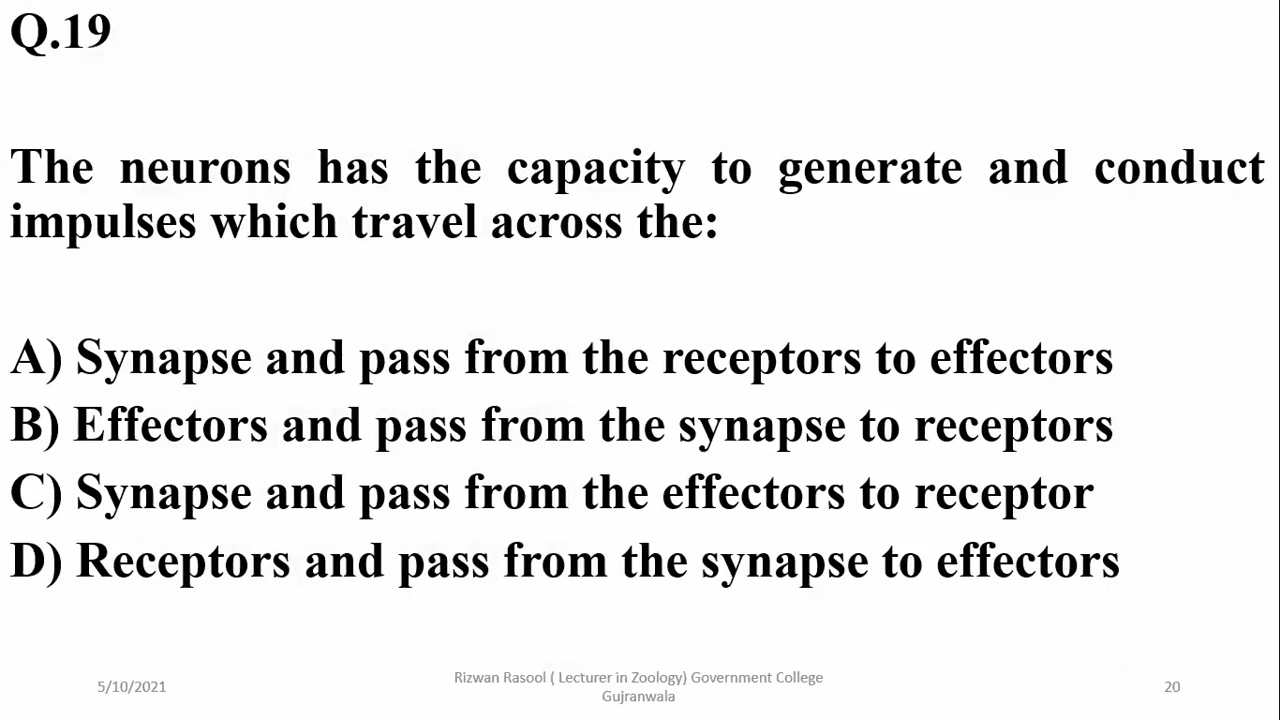 Q.19
The neurons has the capacity to generate and conduct
impulses which travel across the:
A) Synapse and pass from the receptors to effectors
B) Effectors and pass from the synapse to receptors
C) Synapse and pass from the effectors to receptor
D) Receptors and pass from the synapse to effectors
5/10/2021
Rizwan Rasool ( Lecturer in Zoology) Government College
Gujranwala
20